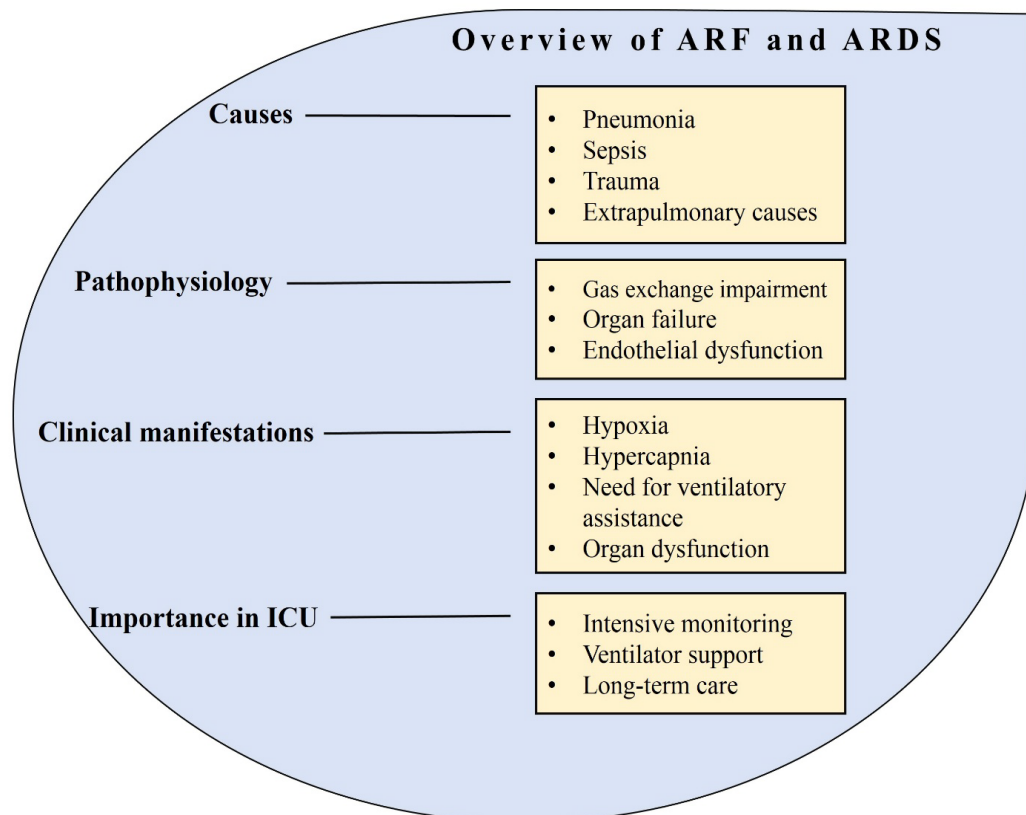 Overview of ARF and ARDS
Causes
• Pneumonia
• Sepsis
• Trauma
• Extrapulmonary causes
Pathophysiology
• Gas exchange impairment
• Organ failure
• Endothelial dysfunction
Clinical manifestations
• Hypoxia
• Hypercapnia
• Need for ventilatory
assistance
• Organ dysfunction
Importance in ICU
• Intensive monitoring
• Ventilator support
• Long-term care